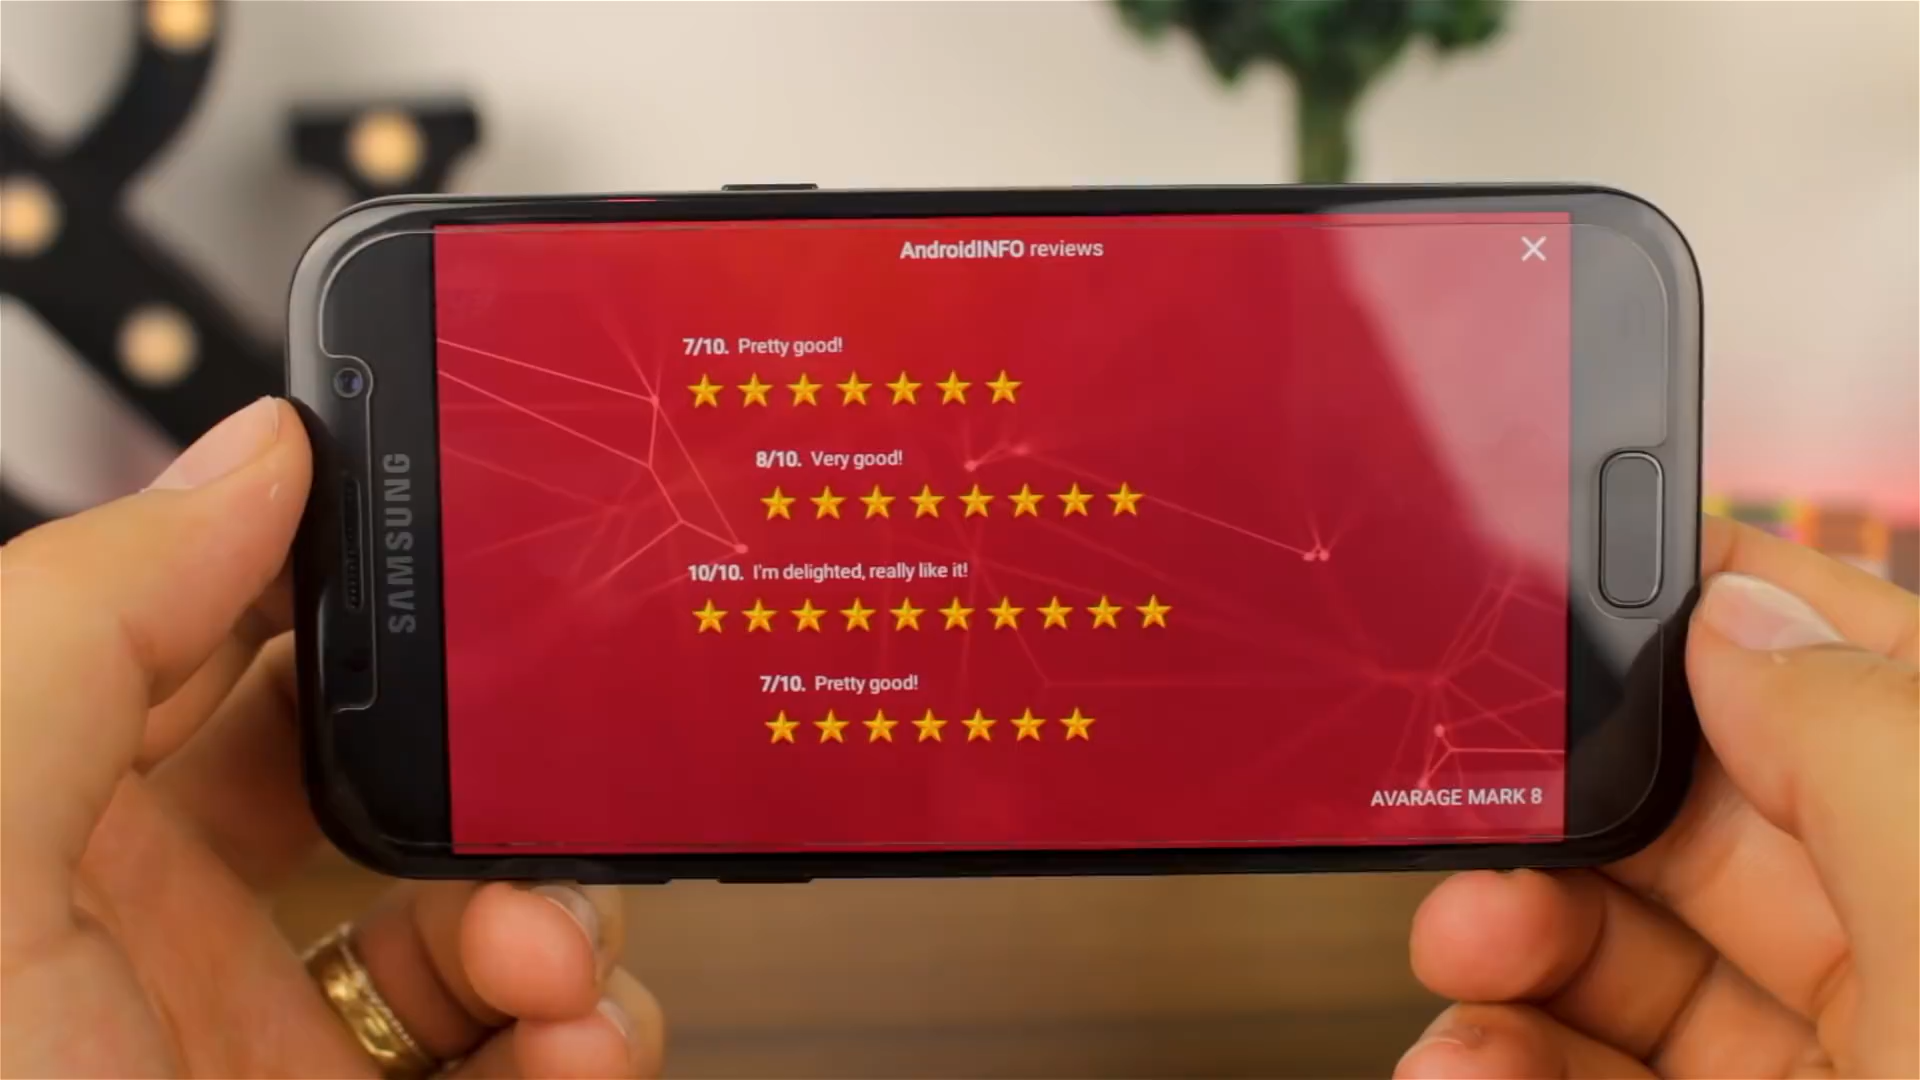 AndroidINFO reviews
7/10. Pretty good!
8/10. Very good!
10/10. I'm delighted, really like it!
7/10. Pretty good!
AVARAGE MARK 8
SAMSUNG